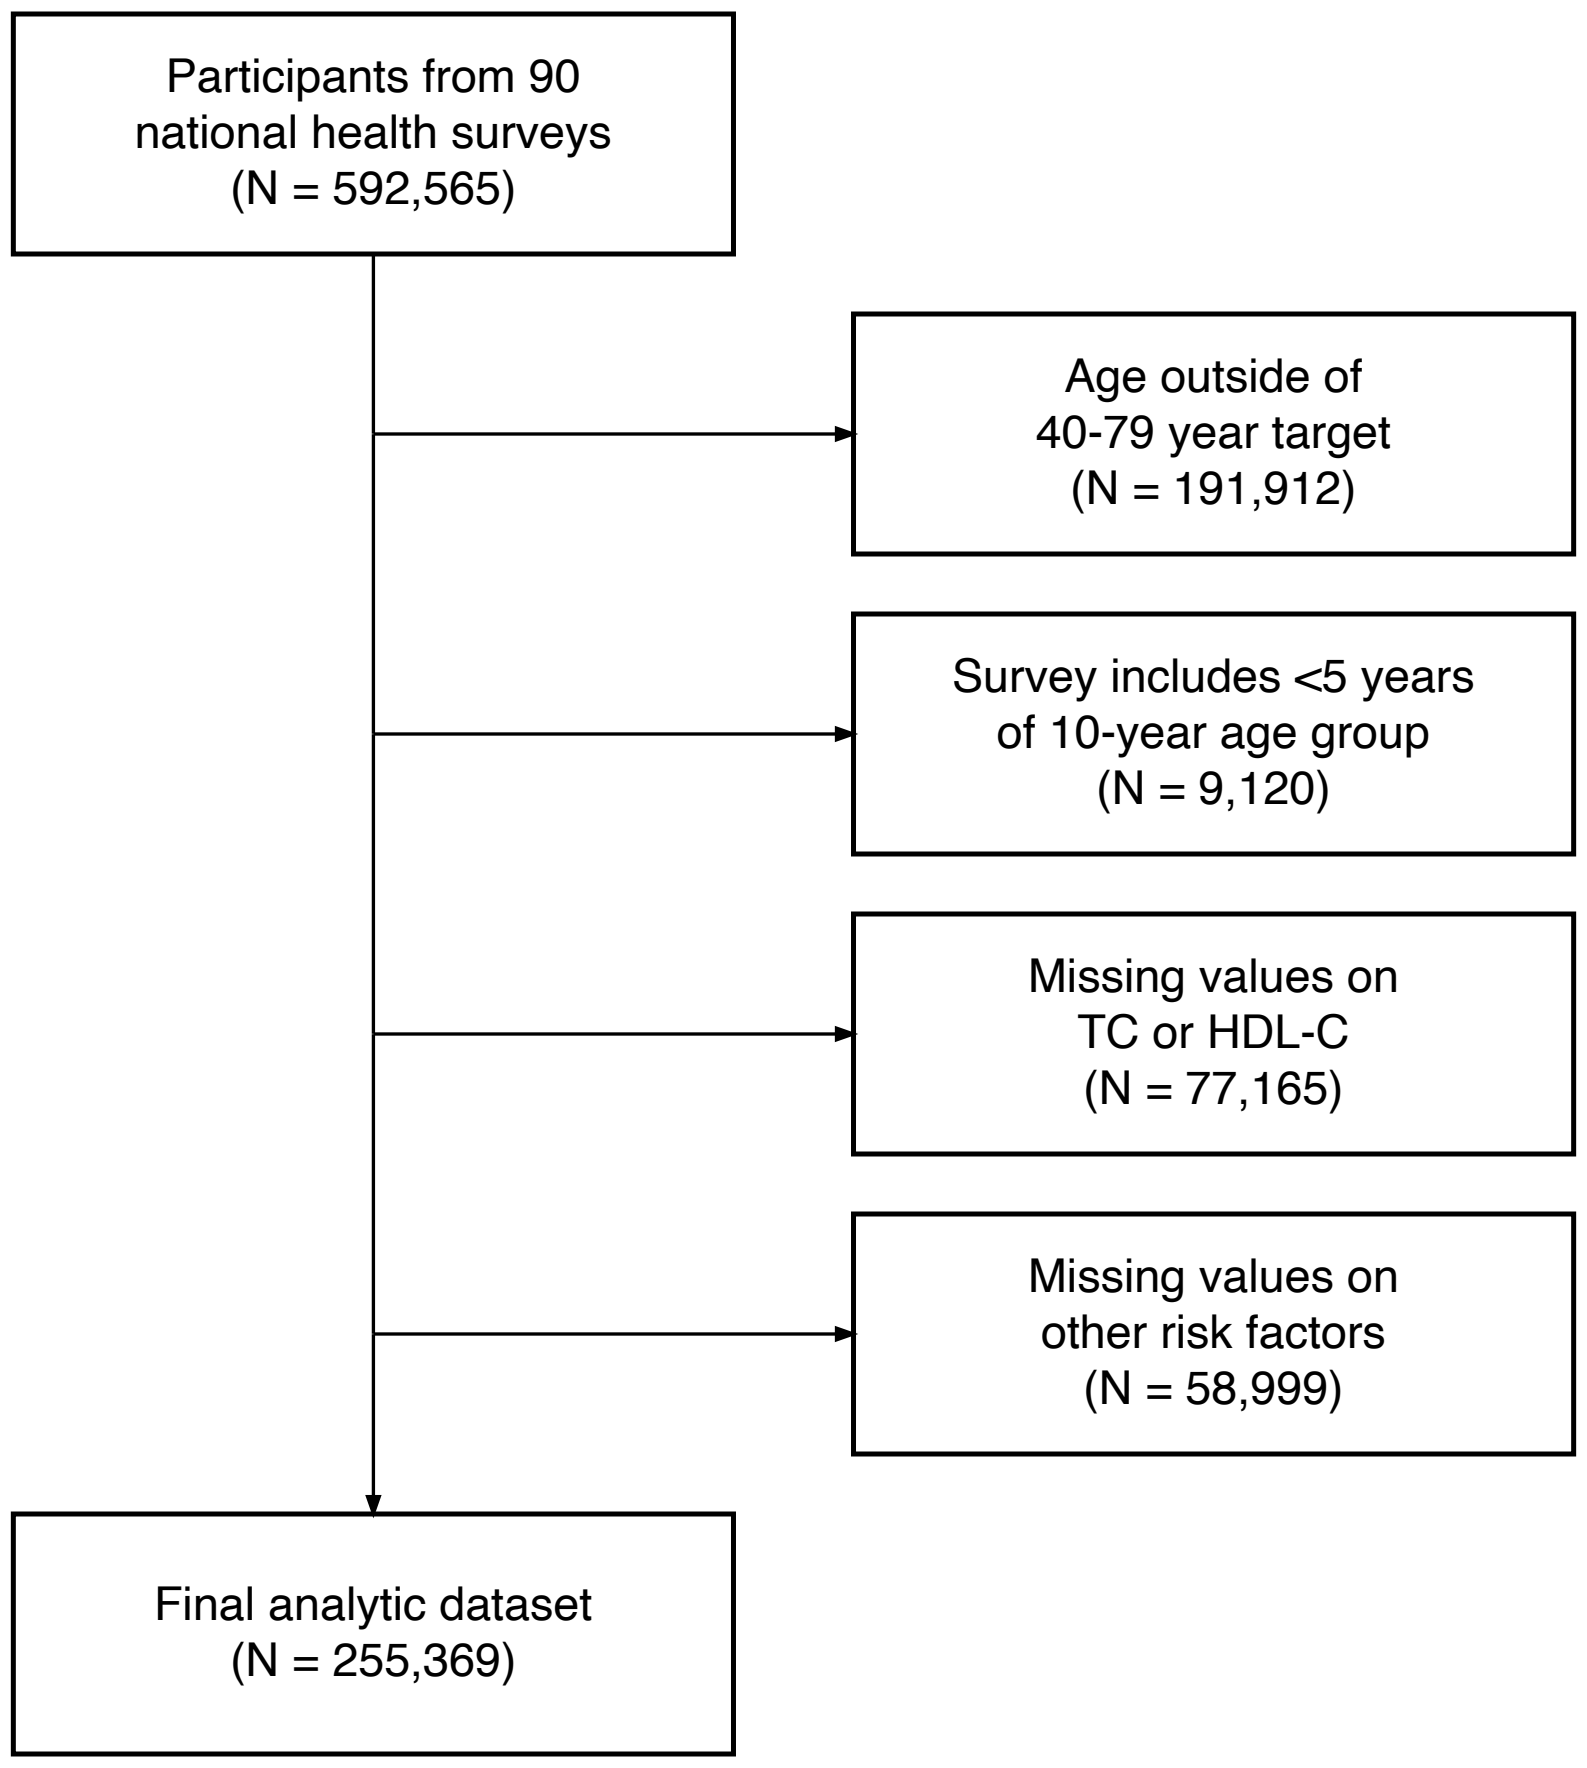 Participants from 90
national health surveys
(N = 592,565)
Age outside of
40-79 year target
(N = 191,912)
Survey includes <5 years
of 10-year age group
(N = 9,120)
Missing values on
TC or HDL-C
(N = 77,165)
Missing values on
other risk factors
(N = 58,999)
Final analytic dataset
(N = 255,369)